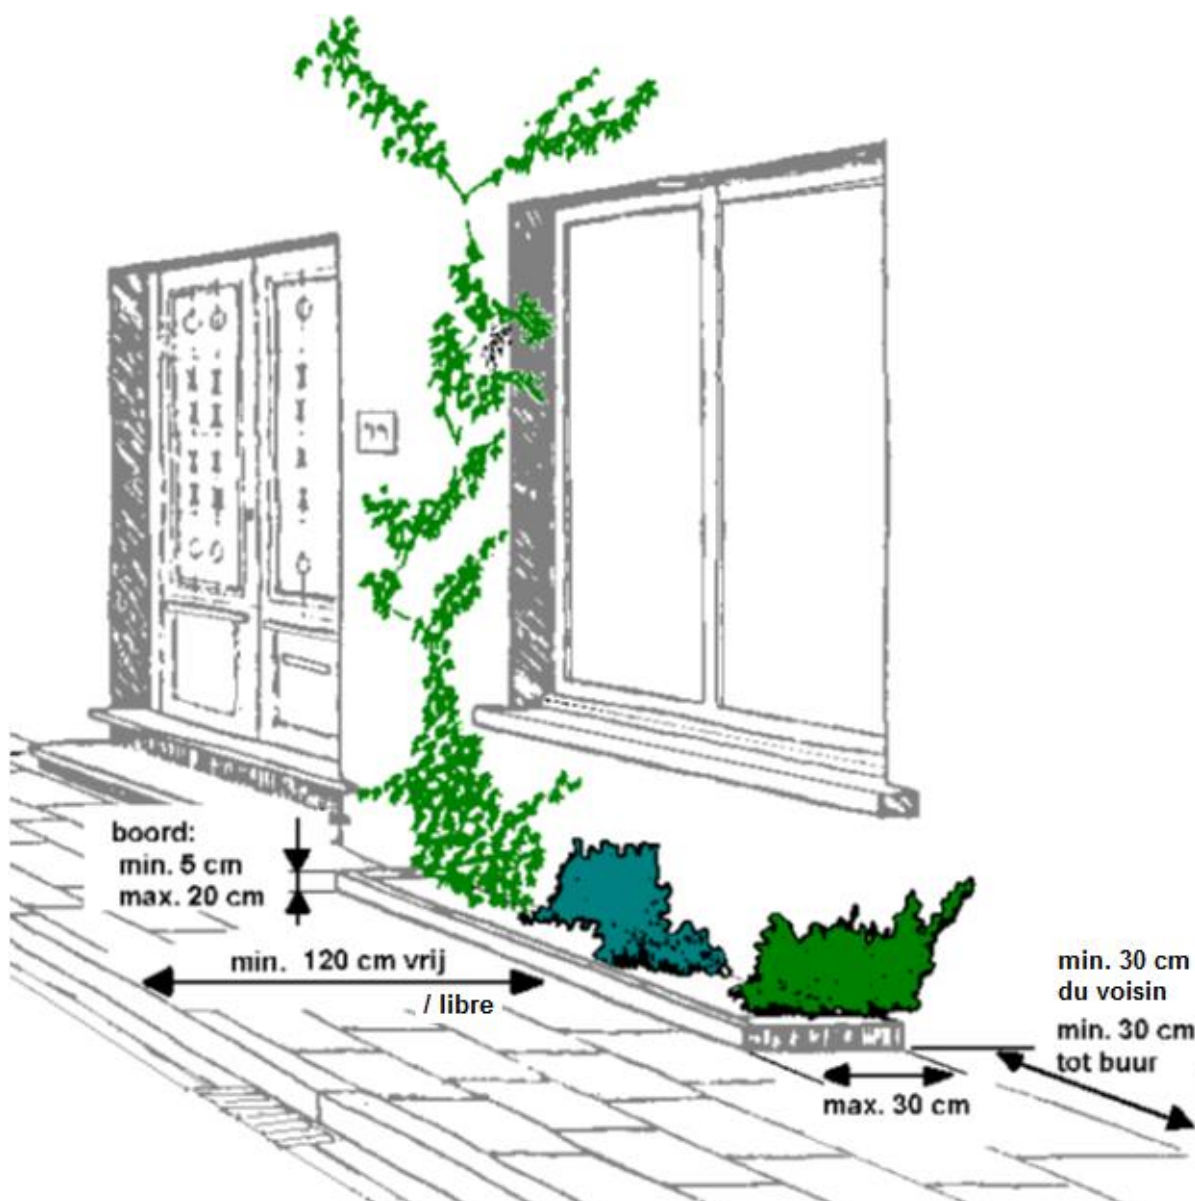 boord:
min. 5 cm
max. 20 cm
min. 120 cm vrij
/ libre
min. 30 cm
du voisin
min. 30 cm
tot buur
max. 30 cm